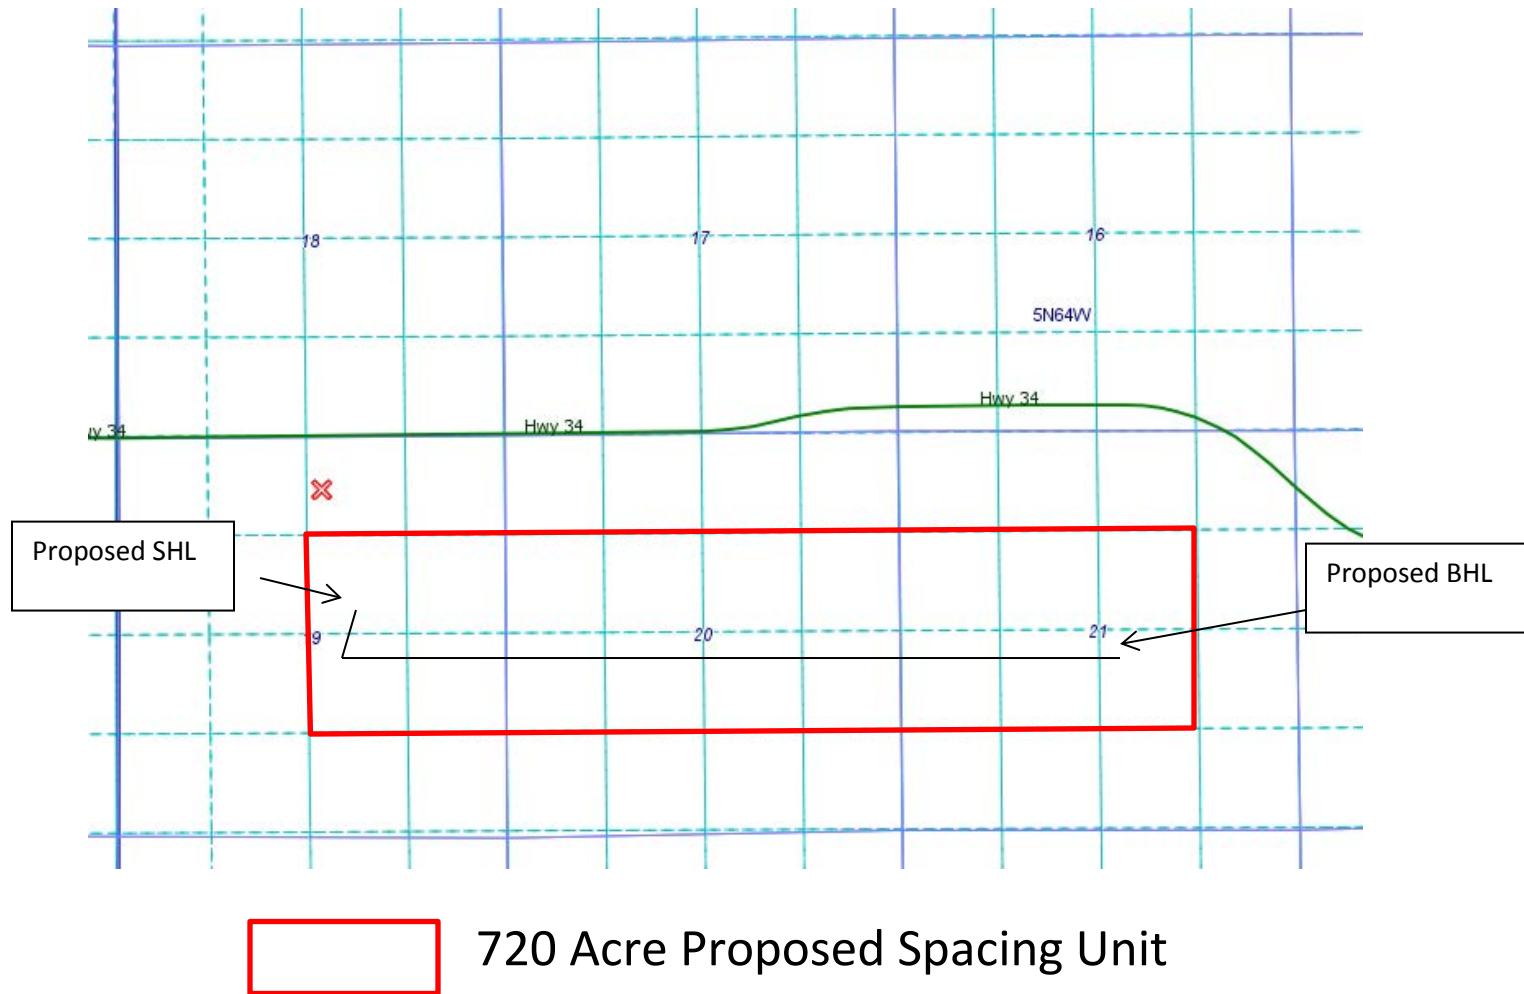 18
17
16
5N64W
Hwy 34
wy 34
Hwy 34
Proposed SHL
Proposed BHL
9
20
21
720 Acre Proposed Spacing Unit